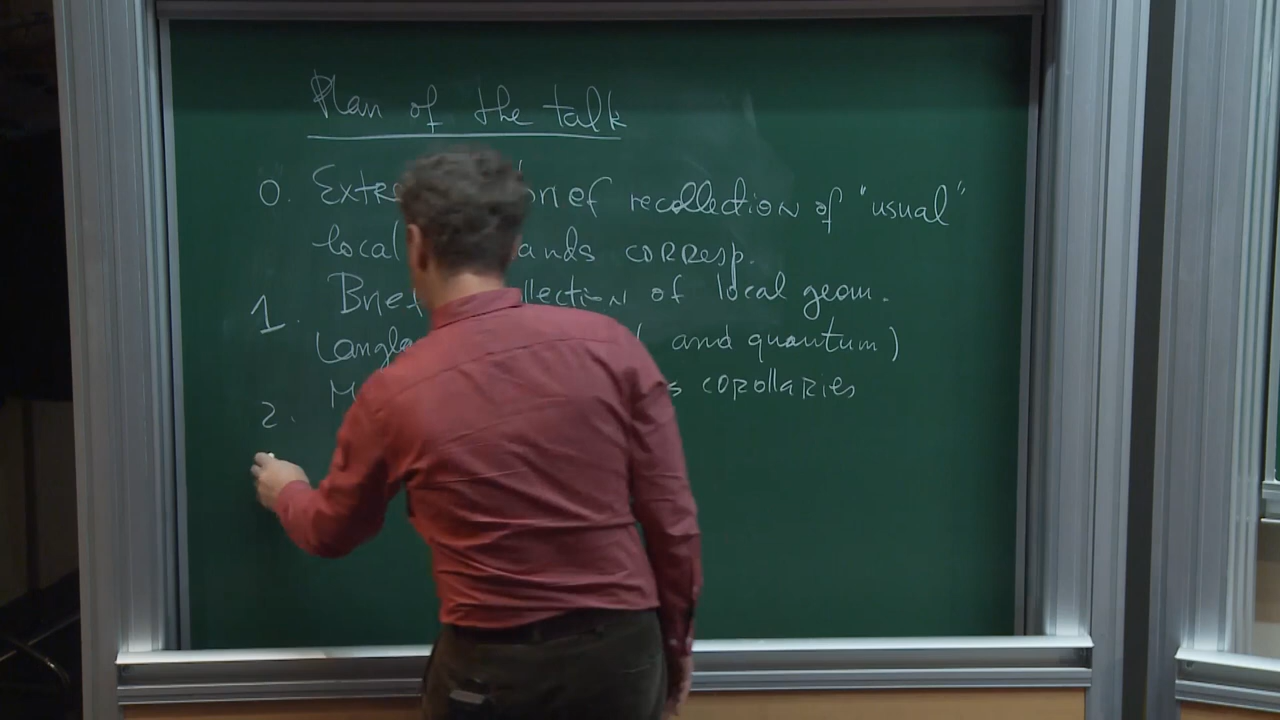 Plan of the talk
0. Extre brief recollection of "usual"
local ands corresp.
1. Brief llection of local geom.
Langla and quantum)
2. s corollaries